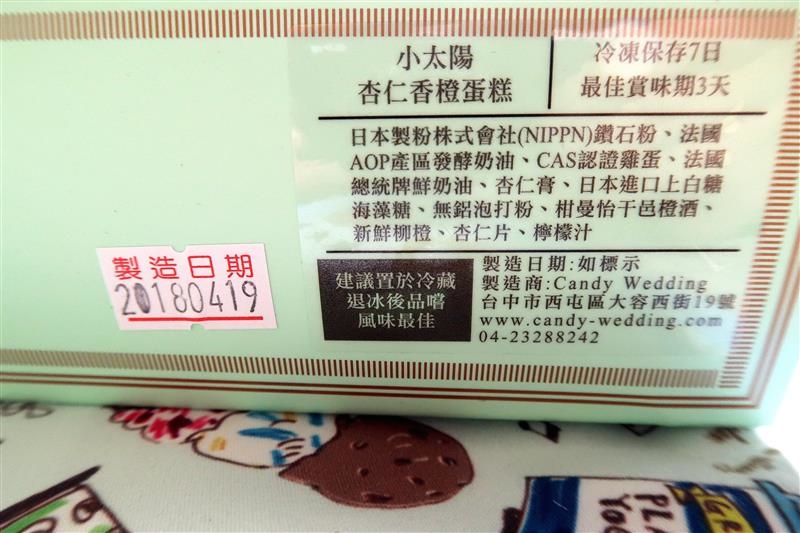 小太陽
杏仁香橙蛋糕
冷凍保存7日
最佳賞味期3天
日本製粉株式會社(NIPPN)鑽石粉、法國
AOP產區發酵奶油、CAS認證雞蛋、法國
總統牌鮮奶油、杏仁膏、日本進口上白糖
海藻糖、無鋁泡打粉、柑曼怡干邑橙酒、
新鮮柳橙、杏仁片、檸檬汁
建議置於冷藏
退冰後品嚐
風味最佳
製造日期:如標示
製造商:Candy Wedding
台中市西屯區大容西街19號
www.candy-wedding.com
04-23288242
製造日期
20180419